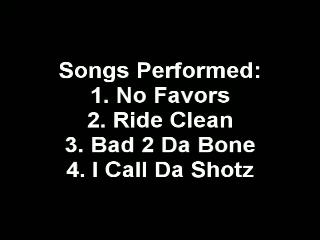 Songs Performed:
1. No Favors
2. Ride Clean
3. Bad 2 Da Bone
4. I Call Da Shotz